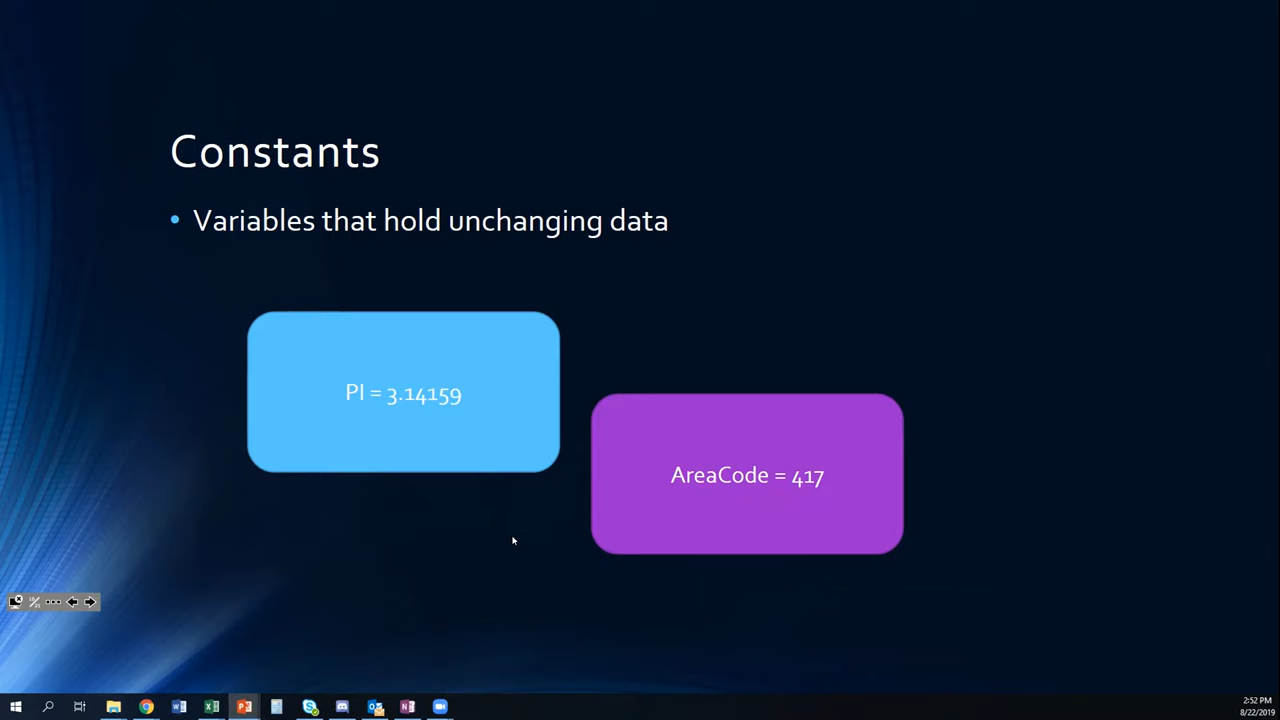 Constants
• Variables that hold unchanging data
PI = 3.14159
AreaCode = 417
2:52 PM
8/22/2019